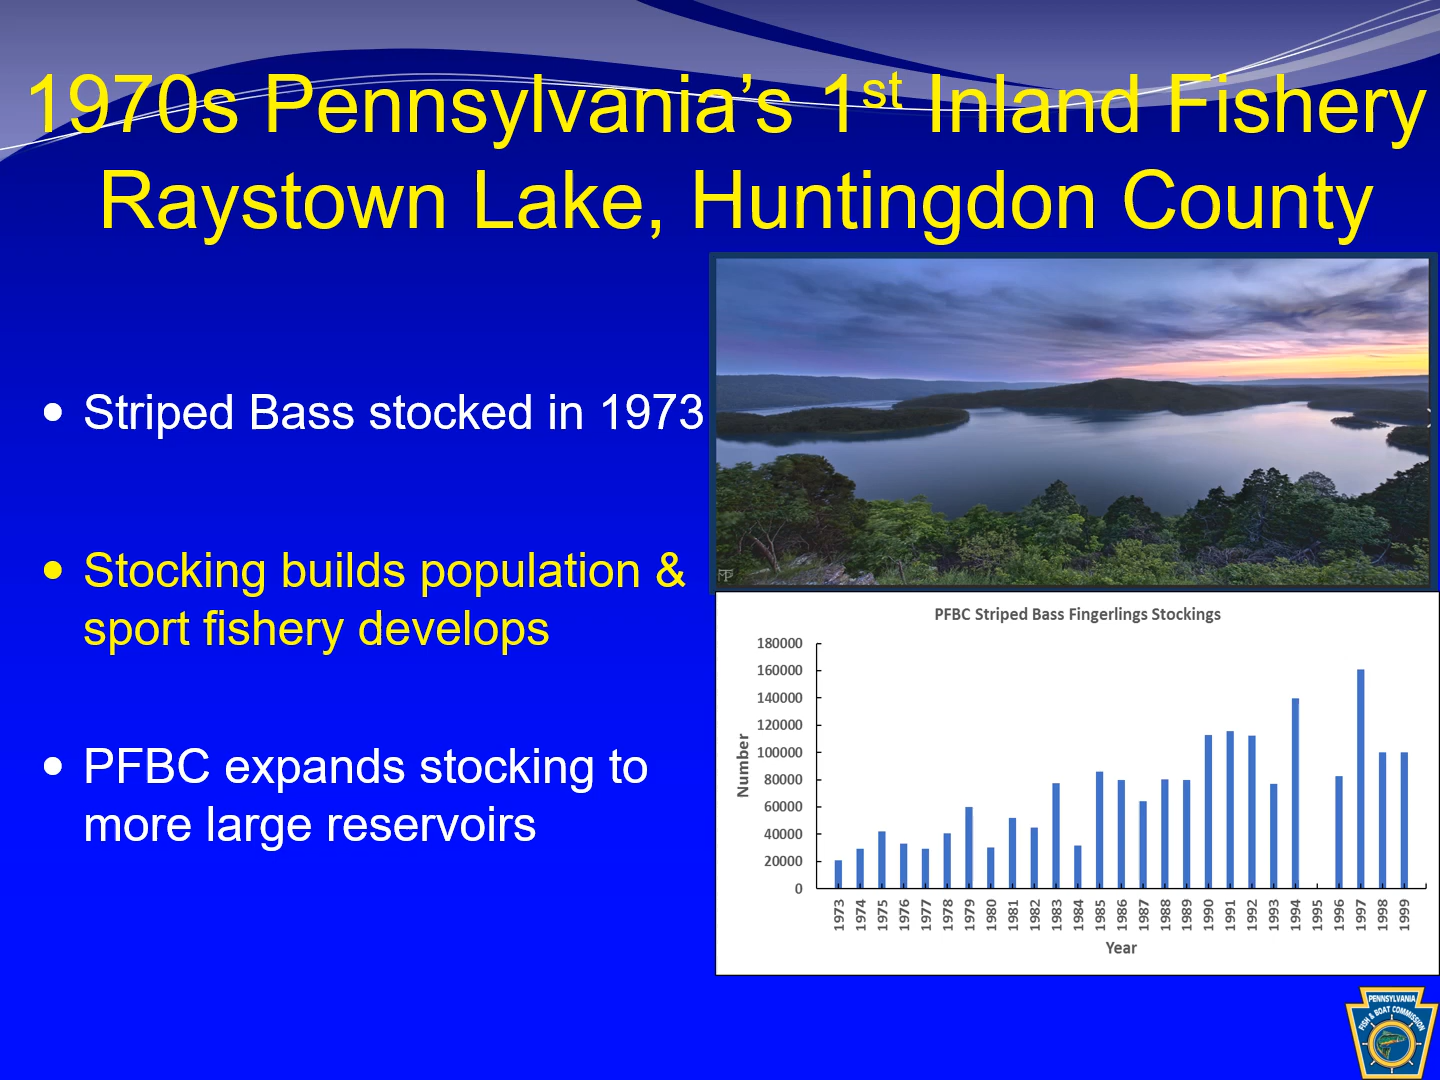 1970s Pennsylvania’s 1st Inland Fishery
Raystown Lake, Huntingdon County
• Striped Bass stocked in 1973
• Stocking builds population &
sport fishery develops
• PFBC expands stocking to
more large reservoirs
PFBC Striped Bass Fingerlings Stockings
180000
160000
140000
120000
100000
80000
60000
40000
20000
0
Number
1973 1974 1975 1976 1977 1978 1979 1980 1981 1982 1983 1984 1985 1986 1987 1988 1989 1990 1991 1992 1993 1994 1995 1996 1997 1998 1999
Year
PENNSYLVANIA
FISH & BOAT COMMISSION